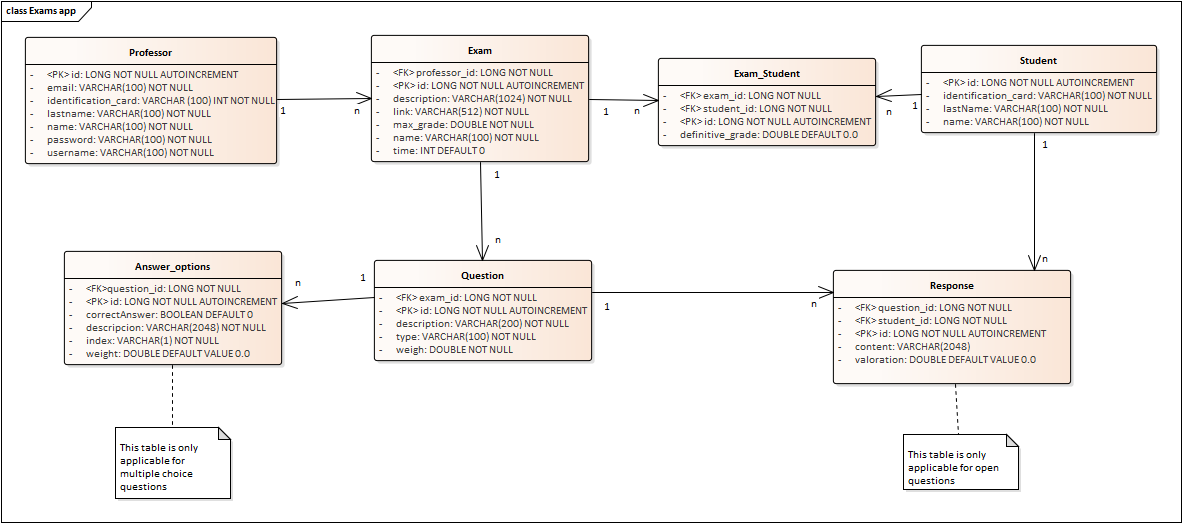 class Exams app
Professor
- <PK> id: LONG NOT NULL AUTOINCREMENT
- email: VARCHAR(100) NOT NULL
- identification_card: VARCHAR (100) INT NOT NULL
- lastname: VARCHAR(100) NOT NULL
- name: VARCHAR(100) NOT NULL
- password: VARCHAR(100) NOT NULL
- username: VARCHAR(100) NOT NULL
1
n
Exam
- <FK> professor_id: LONG NOT NULL
- <PK> id: LONG NOT NULL AUTOINCREMENT
- description: VARCHAR(1024) NOT NULL
- link: VARCHAR(512) NOT NULL
- max_grade: DOUBLE NOT NULL
- name: VARCHAR(100) NOT NULL
- time: INT DEFAULT 0
1
n
Exam_Student
- <FK> exam_id: LONG NOT NULL
- <FK> student_id: LONG NOT NULL
- <PK> id: LONG NOT NULL AUTOINCREMENT
- definitive_grade: DOUBLE DEFAULT 0.0
n
1
Student
- <PK> id: LONG NOT NULL AUTOINCREMENT
- identification_card: VARCHAR(100) NOT NULL
- lastName: VARCHAR(100) NOT NULL
- name: VARCHAR(100) NOT NULL
1
n
1
n
Answer_options
- <FK>question_id: LONG NOT NULL
- <PK> id: LONG NOT NULL AUTOINCREMENT
- correctAnswer: BOOLEAN DEFAULT 0
- descripcion: VARCHAR(2048) NOT NULL
- index: VARCHAR(1) NOT NULL
- weight: DOUBLE DEFAULT VALUE 0.0
n
1
Question
- <FK> exam_id: LONG NOT NULL
- <PK> id: LONG NOT NULL AUTOINCREMENT
- description: VARCHAR(200) NOT NULL
- type: VARCHAR(100) NOT NULL
- weigh: DOUBLE NOT NULL
1
n
Response
- <FK> question_id: LONG NOT NULL
- <FK> student_id: LONG NOT NULL
- <PK> id: LONG NOT NULL AUTOINCREMENT
- content: VARCHAR(2048)
- valoration: DOUBLE DEFAULT VALUE 0.0
This table is only
applicable for
multiple choice
questions
This table is only
applicable for open
questions